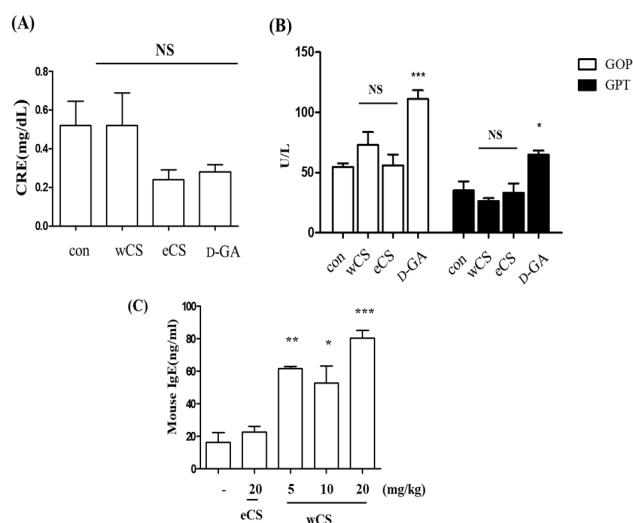 (A)
NS
CRE(mg/dL)
0.8
0.6
0.4
0.2
0.0
con wCS eCS D-GA
(B)
150
100
50
0
U/L
NS
***
NS
*
GOP
GPT
con wCS eCS D-GA con wCS eCS D-GA
(C)
Mouse IgE(ng/ml)
100
80
60
40
20
0
**
*
***
- 20 5 10 20 (mg/kg)
eCS wCS